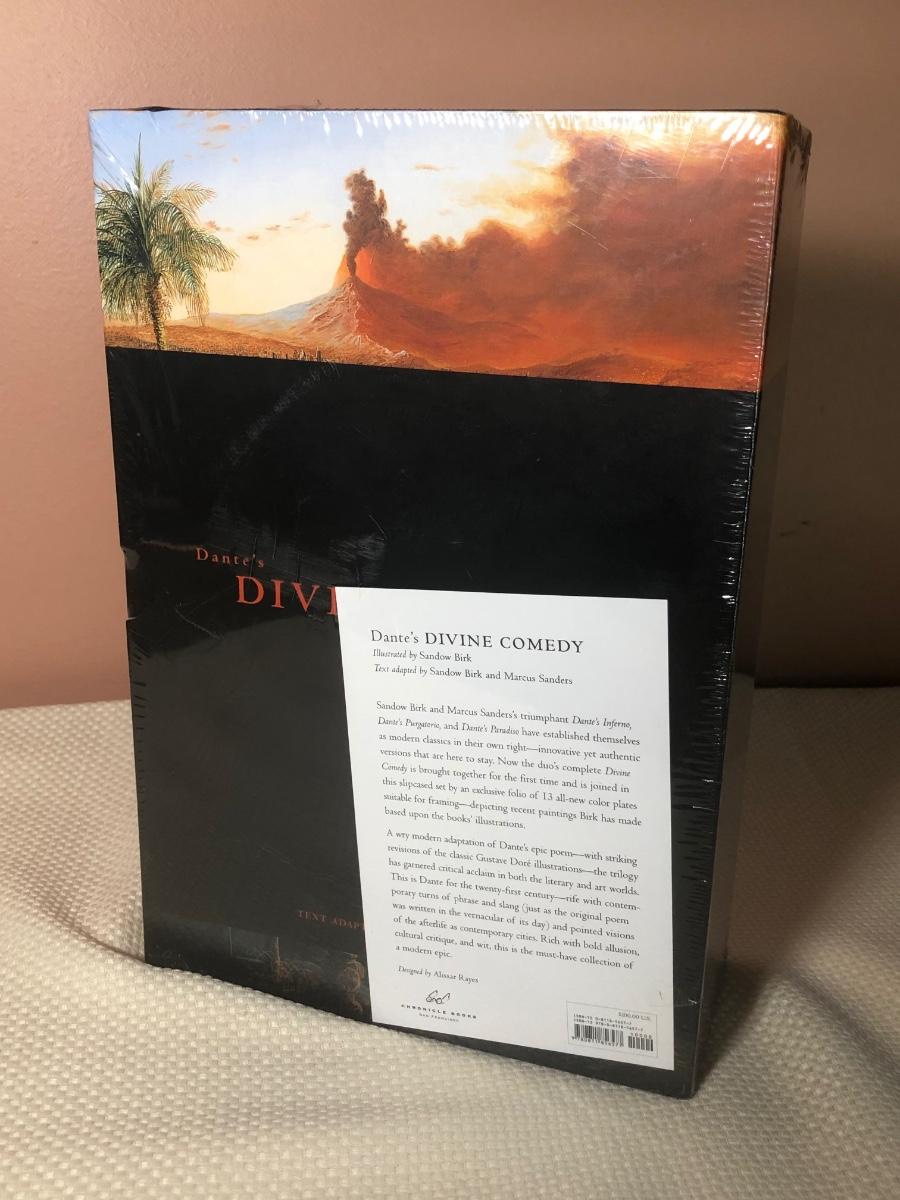 Dante's
DIVI
Dante's DIVINE COMEDY
Illustrated by Sandow Birk
Text adapted by Sandow Birk and Marcus Sanders
Sandow Birk and Marcus Sanders's triumphant Dante's Inferno,
Dante's Purgatorio, and Dante's Paradiso have established themselves
as modern classics in their own right—innovative yet authentic
versions that are here to stay. Now the duo's complete Divine
Comedy is brought together for the first time and is joined in
this slipcased set by an exclusive folio of 13 all-new color plates
suitable for framing—depicting recent paintings Birk has made
based upon the books' illustrations.
A wry modern adaptation of Dante's epic poem—with striking
revisions of the classic Gustave Doré illustrations—the trilogy
has garnered critical acclaim in both the literary and art worlds.
This is Dante for the twenty-first century—rife with contem-
porary turns of phrase and slang (just as the original poem
was written in the vernacular of its day) and pointed visions
of the afterlife as contemporary cities. Rich with bold allusion,
cultural critique, and wit, this is the must-have collection of
a modern epic.
Designed by Alissar Rayes
TEXT ADAP
CHRONICLE BOOKS
SAN FRANCISCO